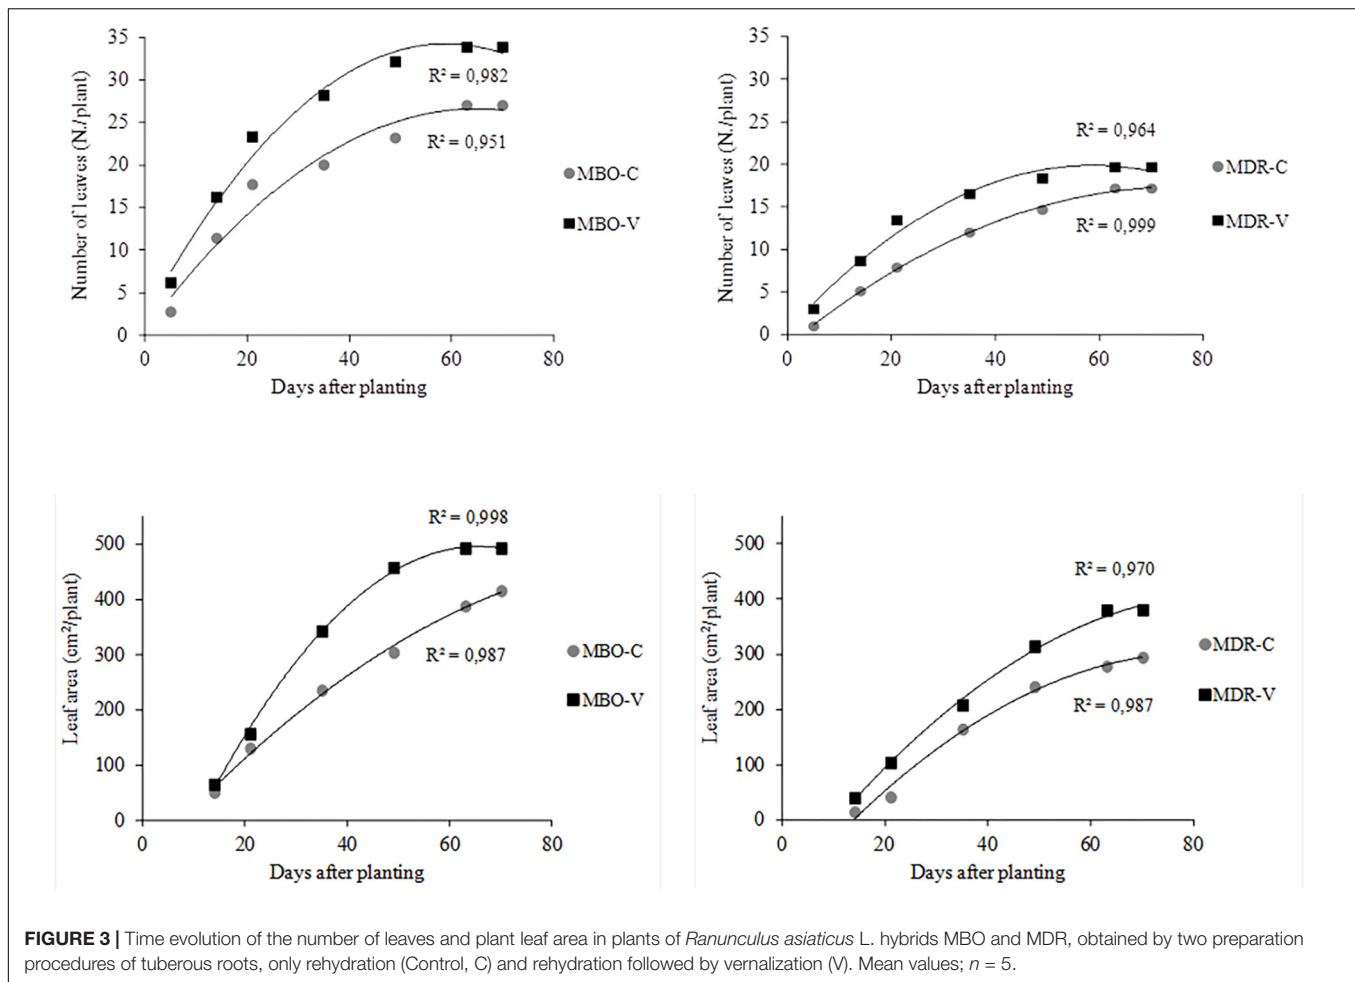 35
30
25
20
15
10
5
0
Number of leaves (N./plant)
R² = 0,982
R² = 0,951
MBO-C
MBO-V
0 20 40 60 80
Days after planting
35
30
25
20
15
10
5
0
Number of leaves (N./plant)
R² = 0,964
R² = 0,999
MDR-C
MDR-V
0 20 40 60 80
Days after planting
500
400
300
200
100
0
Leaf area (cm²/plant)
R² = 0,998
R² = 0,987
MBO-C
MBO-V
0 20 40 60 80
Days after planting
500
400
300
200
100
0
Leaf area (cm²/plant)
R² = 0,970
R² = 0,987
MDR-C
MDR-V
0 20 40 60 80
Days after planting
FIGURE 3 | Time evolution of the number of leaves and plant leaf area in plants of Ranunculus asiaticus L. hybrids MBO and MDR, obtained by two preparation
procedures of tuberous roots, only rehydration (Control, C) and rehydration followed by vernalization (V). Mean values; n = 5.